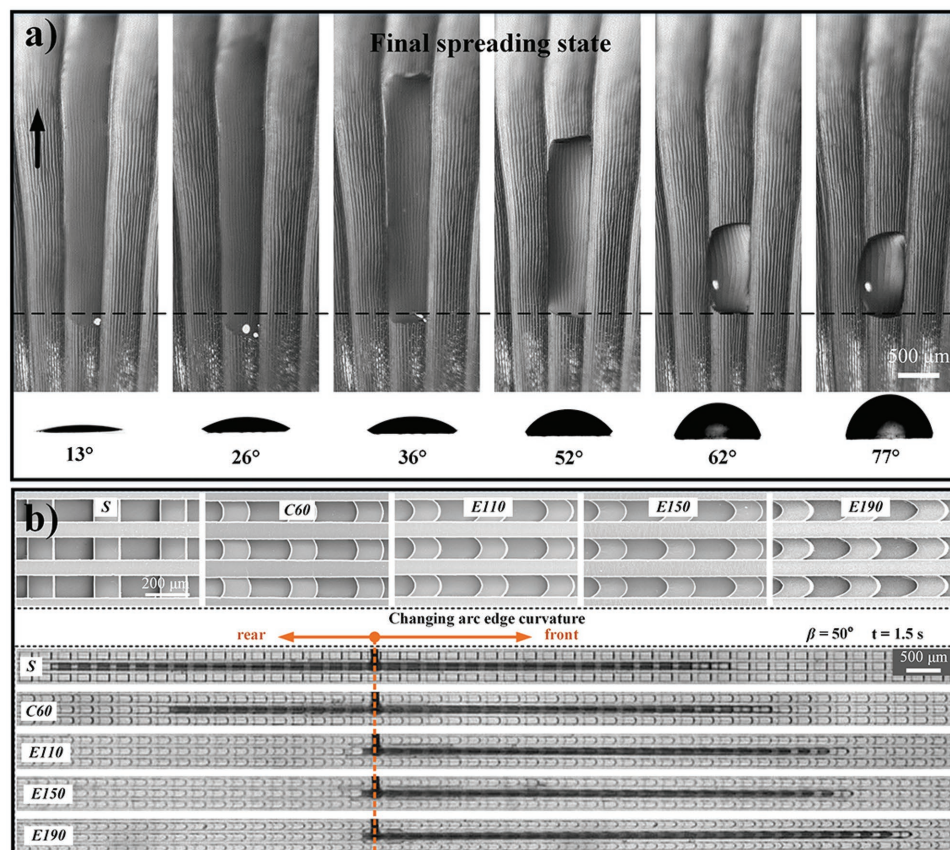 a)
Final spreading state
500 μm
13° 26° 36° 52° 62° 77°
b)
S C60 E110 E150 E190
200 μm
Changing arc edge curvature
rear front β = 50° t = 1.5 s
S
500 μm
C60
E110
E150
E190